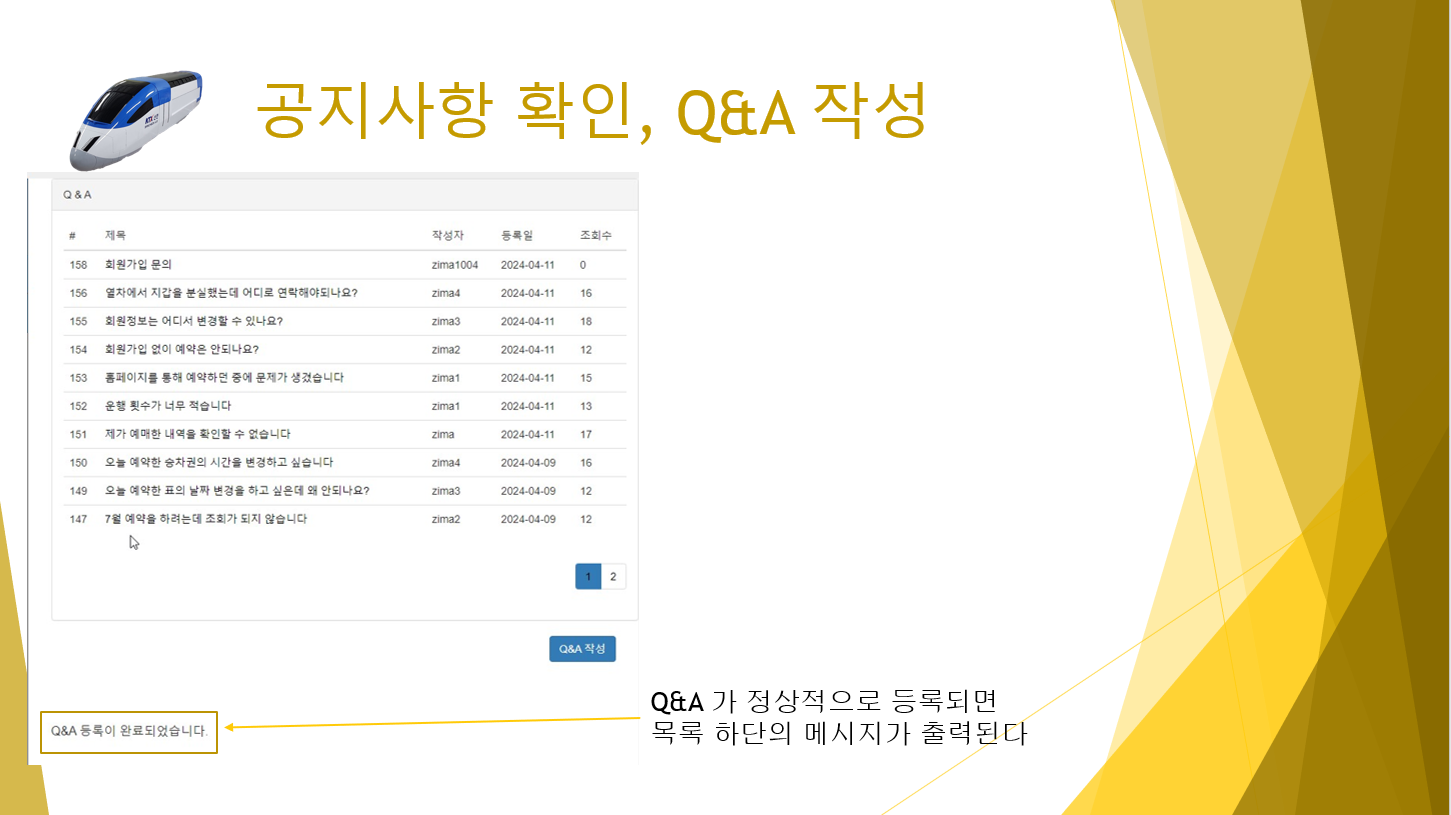 공지사항 확인, Q&A 작성
Q & A
# 제목 작성자 등록일 조회수
158 회원가입 문의 zima1004 2024-04-11 0
156 열차에서 지갑을 분실했는데 어디로 연락해야되나요? zima4 2024-04-11 16
155 회원정보는 어디서 변경할 수 있나요? zima3 2024-04-11 18
154 회원가입 없이 예약은 안되나요? zima2 2024-04-11 12
153 홈페이지를 통해 예약하던 중에 문제가 생겼습니다 zima1 2024-04-11 15
152 운행 횟수가 너무 적습니다 zima1 2024-04-11 13
151 제가 예매한 내역을 확인할 수 없습니다 zima 2024-04-11 17
150 오늘 예약한 승차권의 시간을 변경하고 싶습니다 zima4 2024-04-09 16
149 오늘 예약한 표의 날짜 변경을 하고 싶은데 왜 안되나요? zima3 2024-04-09 12
147 7월 예약을 하려는데 조회가 되지 않습니다 zima2 2024-04-09 12
1 2
Q&A 작성
Q&A 등록이 완료되었습니다.
Q&A 가 정상적으로 등록되면
목록 하단의 메시지가 출력된다